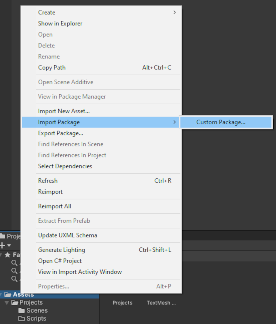 Create
Show in Explorer
Open
Delete
Rename
Copy Path Alt+Ctrl+C
Open Scene Additive
View in Package Manager
Import New Asset...
Import Package
Custom Package...
Export Package...
Find References in Scene
Find References in Project
Select Dependencies
Refresh Ctrl+R
Reimport
Reimport All
Extract From Prefab
Update UXML Schema
Generate Lighting Ctrl+Shift+L
Open C# Project
View in Import Activity Window
Properties... Alt+P
Proje
Fa
A
A
A
Assets
Projects
Scenes
Scripts
Projects
TextMesh ...